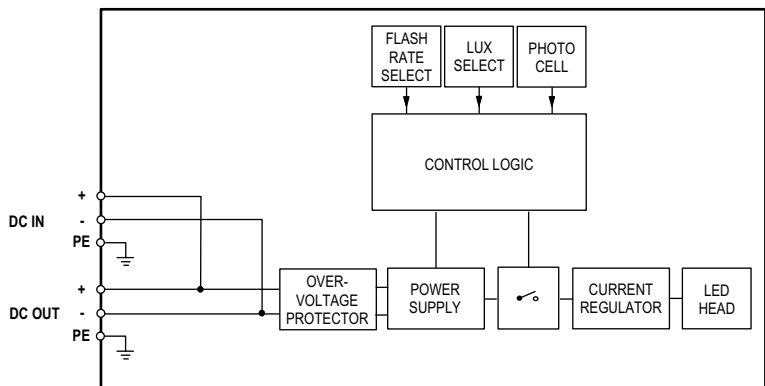 FLASH
RATE
SELECT
LUX
SELECT
PHOTO
CELL
CONTROL LOGIC
+
DC IN -
PE
+
DC OUT -
PE
OVER-
VOLTAGE
PROTECTOR
POWER
SUPPLY
CURRENT
REGULATOR
LED
HEAD